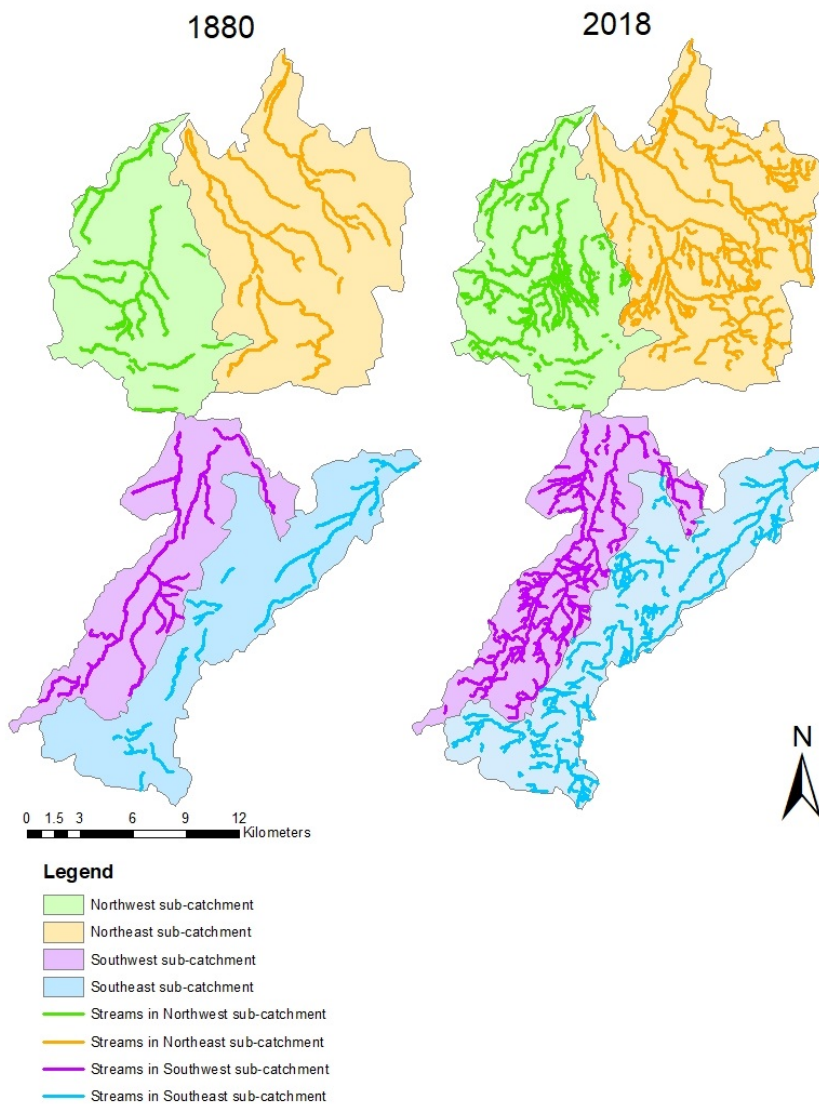 1880 2018
N
0 1.5 3 6 9 12
Kilometers
Legend
Northwest sub-catchment
Northeast sub-catchment
Southwest sub-catchment
Southeast sub-catchment
Streams in Northwest sub-catchment
Streams in Northeast sub-catchment
Streams in Southwest sub-catchment
Streams in Southeast sub-catchment